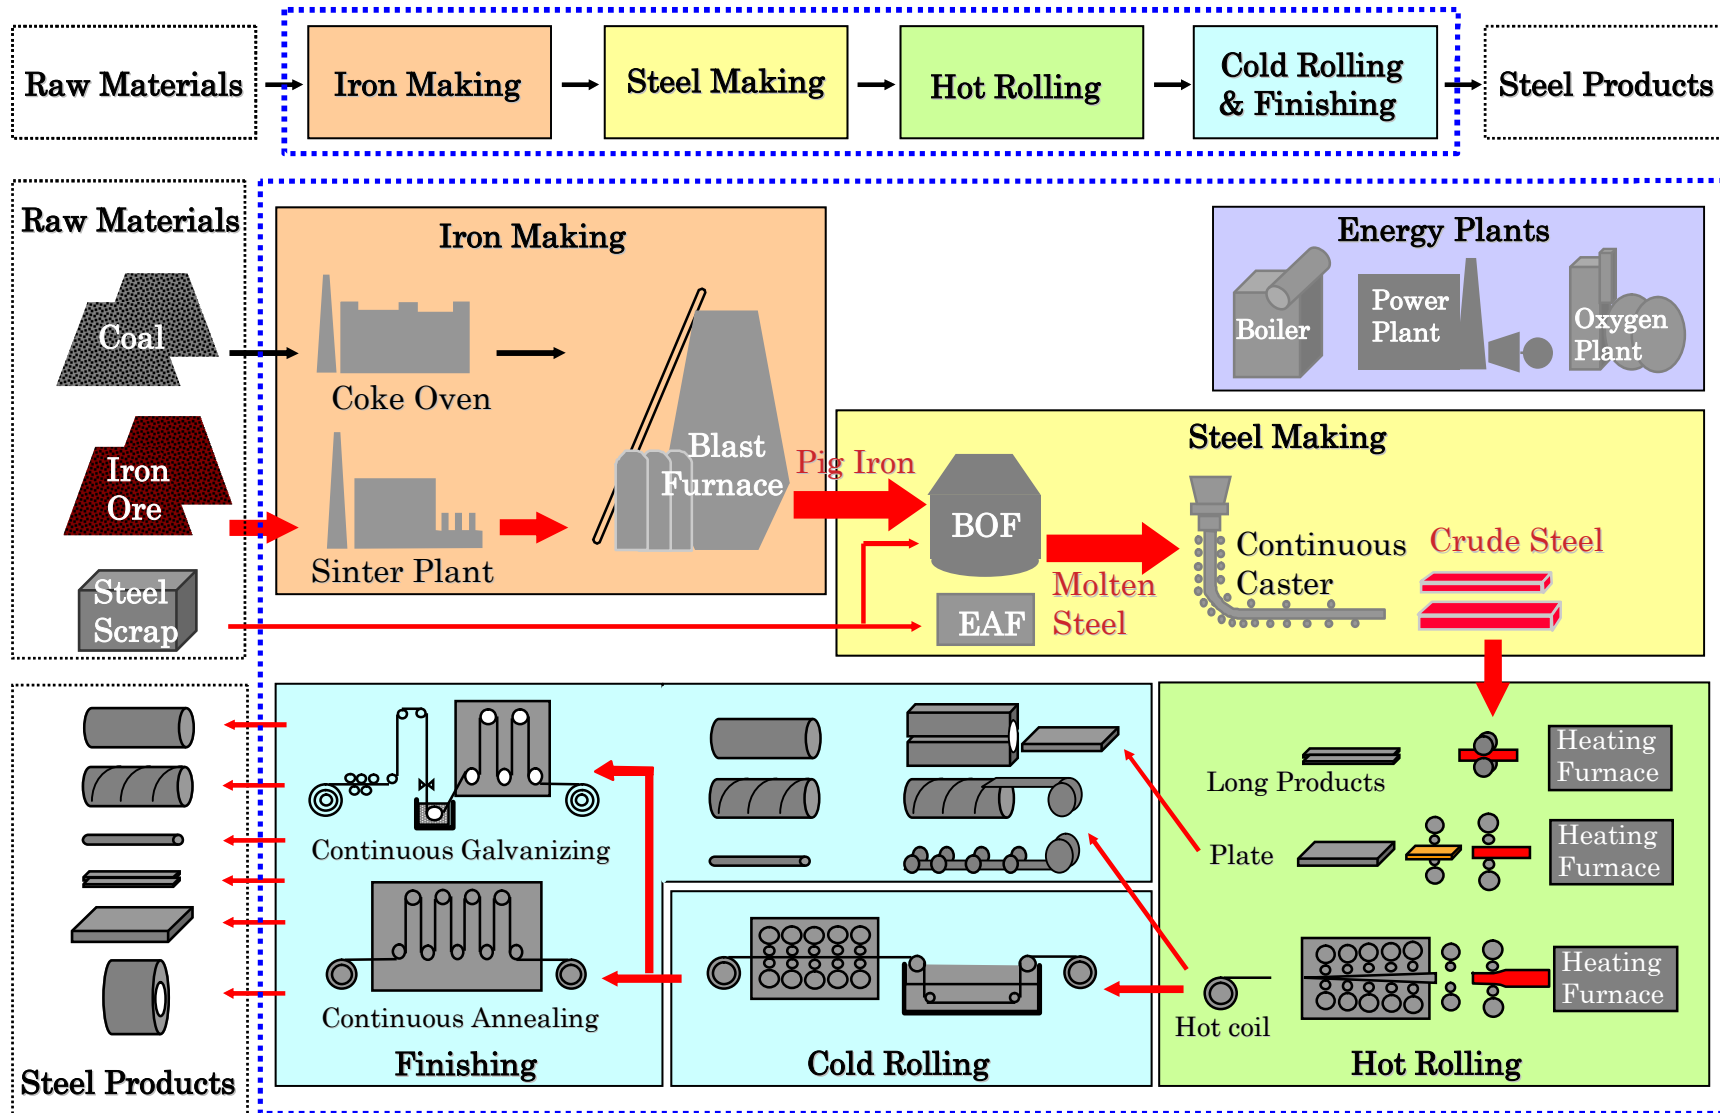 Raw Materials
Iron Making
Steel Making
Hot Rolling
Cold Rolling
& Finishing
Steel Products
Raw Materials
Coal
Iron
Ore
Steel
Scrap
Iron Making
Coke Oven
Sinter Plant
Blast
Furnace
Energy Plants
Boiler
Power
Plant
Oxygen
Plant
Steel Making
Pig Iron
BOF
EAF
Molten
Steel
Continuous
Caster
Crude Steel
Heating
Furnace
Long Products
Heating
Furnace
Plate
Heating
Furnace
Hot coil
Hot Rolling
Cold Rolling
Continuous Galvanizing
Continuous Annealing
Finishing
Steel Products